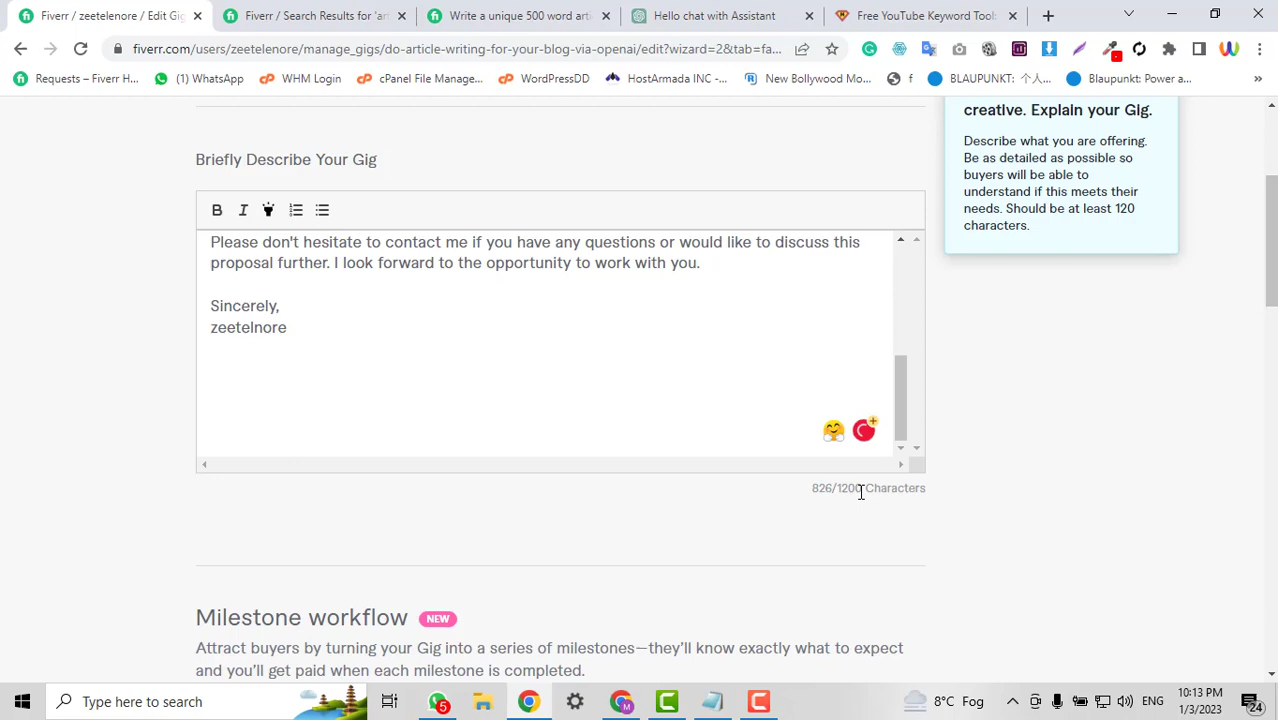 Fiverr / zeetelenore / Edit Gig
Fiverr / Search Results for 'ar
Write a unique 500 word artic
Hello chat with Assistant
Free YouTube Keyword Tool:
fiverr.com/users/zeetelenore/manage_gigs/do-article-writing-for-your-blog-via-openai/edit?wizard=2&tab=fa...
Requests – Fiverr H...
(1) WhatsApp
WHM Login
cPanel File Manage...
WordPressDD
HostArmada INC -...
New Bollywood Mo...
f
BLAUPUNKT: 个人...
Blaupunkt: Power a...
»
creative. Explain your Gig.
Describe what you are offering.
Be as detailed as possible so
buyers will be able to
understand if this meets their
needs. Should be at least 120
characters.
Briefly Describe Your Gig
B I
Please don't hesitate to contact me if you have any questions or would like to discuss this
proposal further. I look forward to the opportunity to work with you.
Sincerely,
zeetelnore
826/1200 Characters
Milestone workflow NEW
Attract buyers by turning your Gig into a series of milestones—they'll know exactly what to expect
and you'll get paid when each milestone is completed.
Type here to search
5
8°C Fog
ENG
10:13 PM
1/3/2023
24